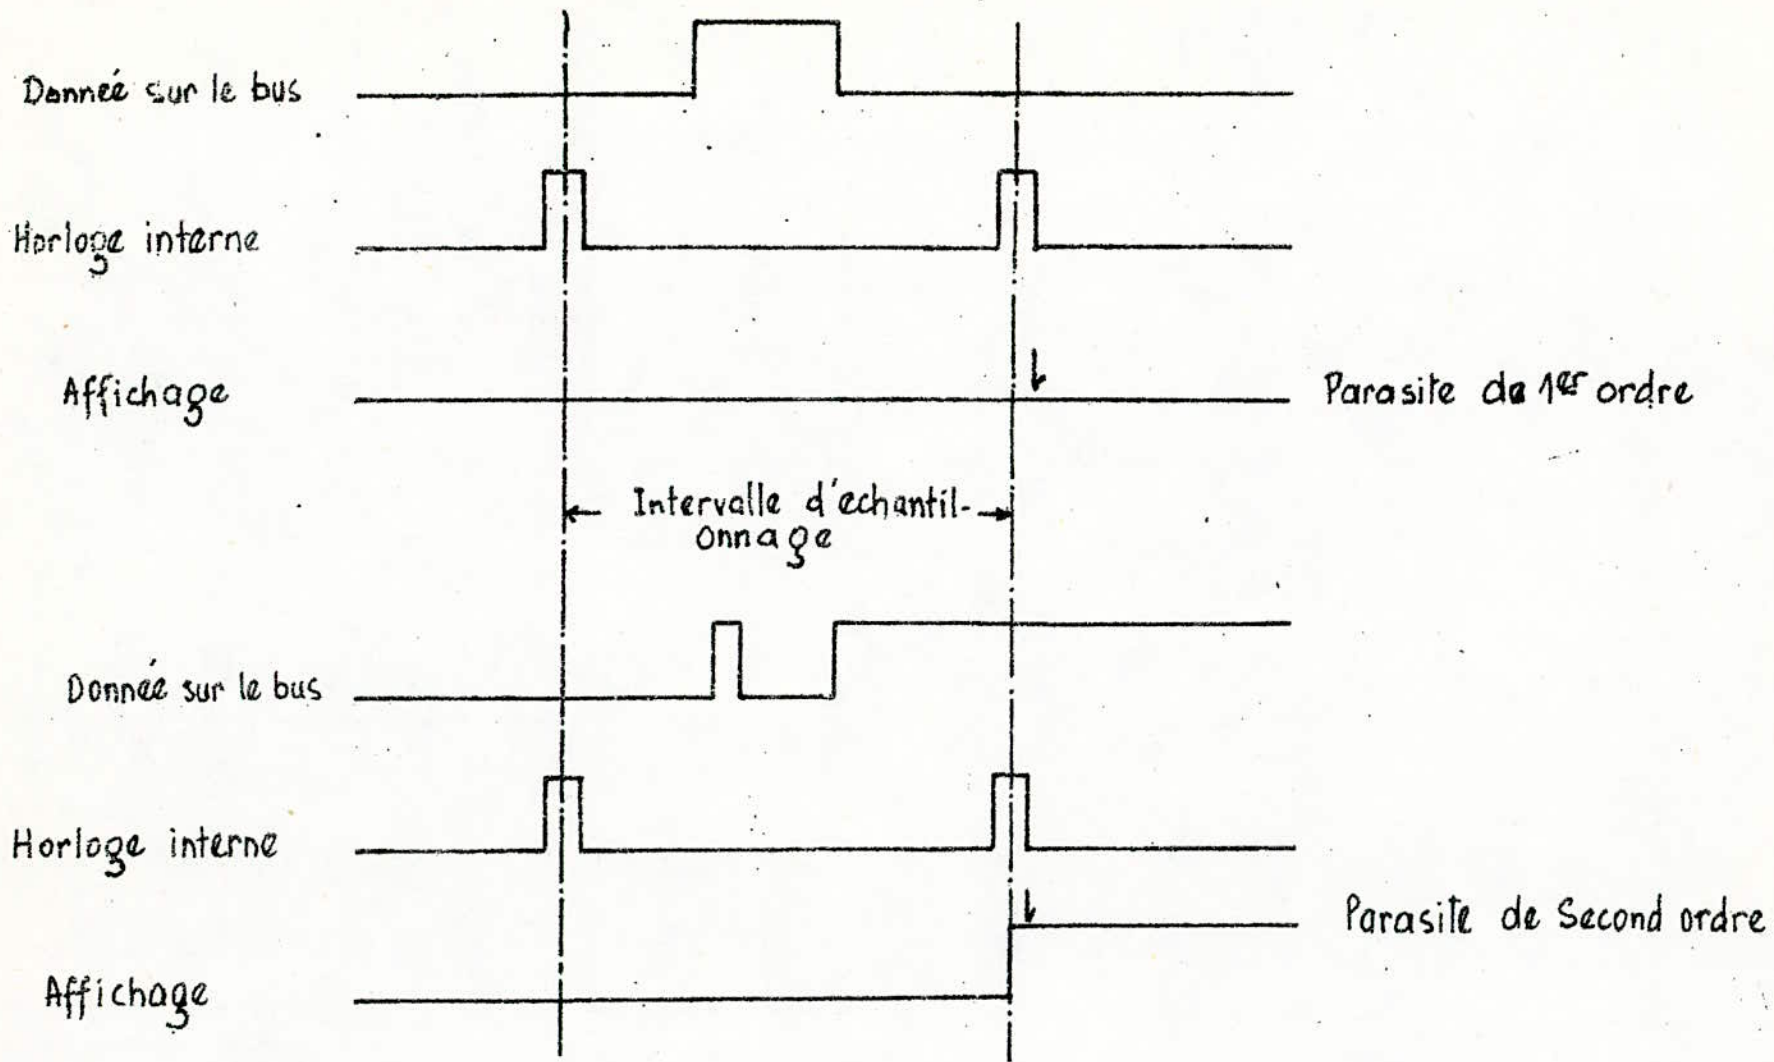 Donnée sur le bus
Horloge interne
Affichage
Parasite de 1er ordre
Intervalle d'echantil-
onnage
Donnée sur le bus
Horloge interne
Parasite de Second ordre
Affichage